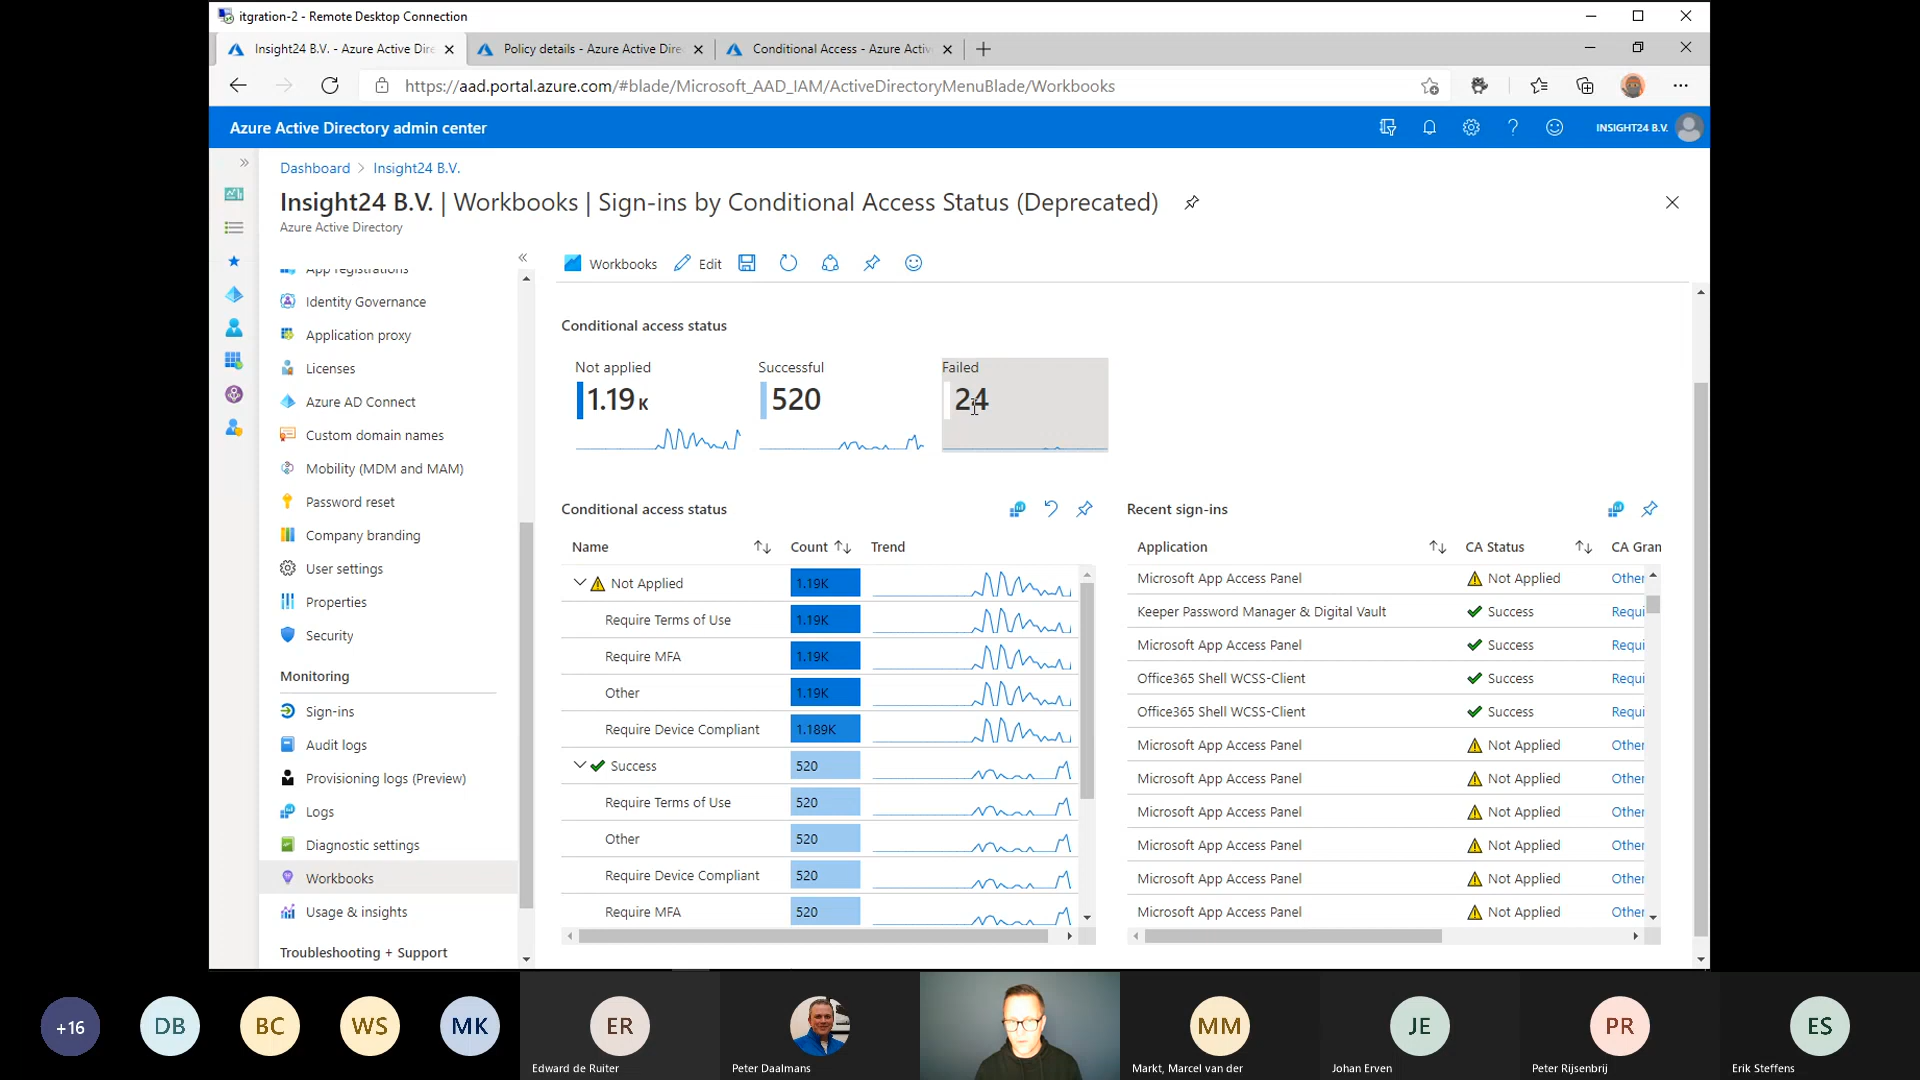 itgration-2 - Remote Desktop Connection
Insight24 B.V. - Azure Active Dire
Policy details - Azure Active Dire
Conditional Access - Azure Activ
https://aad.portal.azure.com/#blade/Microsoft_AAD_IAM/ActiveDirectoryMenuBlade/Workbooks
Azure Active Directory admin center
INSIGHT24 B.V.
Dashboard > Insight24 B.V.
Insight24 B.V. | Workbooks | Sign-ins by Conditional Access Status (Deprecated)
Azure Active Directory
App registrations
Identity Governance
Application proxy
Licenses
Azure AD Connect
Custom domain names
Mobility (MDM and MAM)
Password reset
Company branding
User settings
Properties
Security
Monitoring
Sign-ins
Audit logs
Provisioning logs (Preview)
Logs
Diagnostic settings
Workbooks
Usage & insights
Troubleshooting + Support
Workbooks Edit
Conditional access status
Not applied
1.19 K
Successful
520
Failed
24
Conditional access status
Name Count Trend
Not Applied 1.19K
Require Terms of Use 1.19K
Require MFA 1.19K
Other 1.19K
Require Device Compliant 1.189K
Success 520
Require Terms of Use 520
Other 520
Require Device Compliant 520
Require MFA 520
Recent sign-ins
Application CA Status CA Gran
Microsoft App Access Panel Not Applied Other
Keeper Password Manager & Digital Vault Success Requi
Microsoft App Access Panel Success Requi
Office365 Shell WCSS-Client Success Requi
Office365 Shell WCSS-Client Success Requi
Microsoft App Access Panel Not Applied Other
Microsoft App Access Panel Not Applied Other
Microsoft App Access Panel Not Applied Other
Microsoft App Access Panel Not Applied Other
Microsoft App Access Panel Not Applied Other
Microsoft App Access Panel Not Applied Other
+16
DB
BC
WS
MK
ER
Edward de Ruiter
Peter Daalmans
MM
Markt, Marcel van der
JE
Johan Erven
PR
Peter Rijsenbrij
ES
Erik Steffens